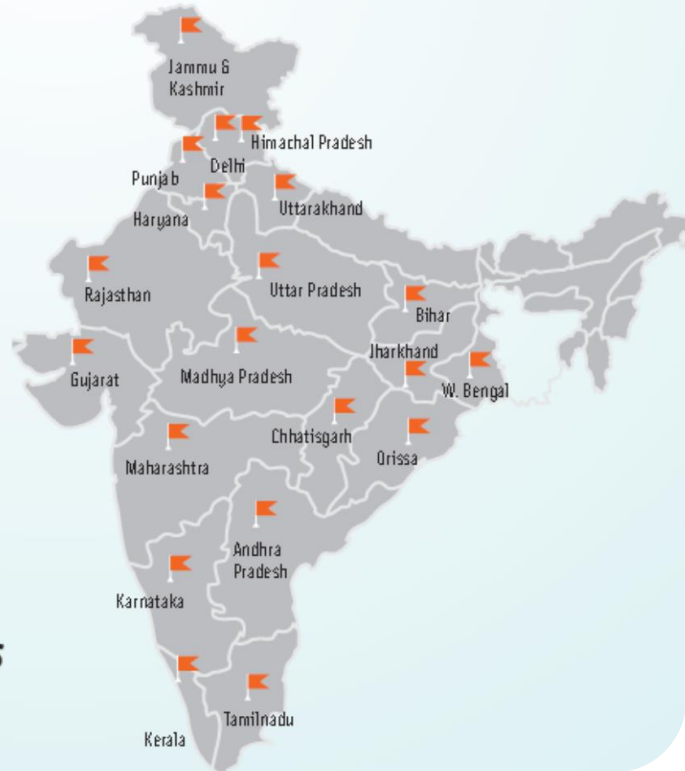 Jammu &
Kashmir
Himachal Pradesh
Delhi
Punjab
Uttarakhand
Haryana
Rajasthan
Uttar Pradesh
Bihar
Jharkhand
Gujarat
Madhya Pradesh
W. Bengal
Chhatisgarh
Orissa
Maharashtra
Andhra
Pradesh
Karnataka
Tamilnadu
Kerala